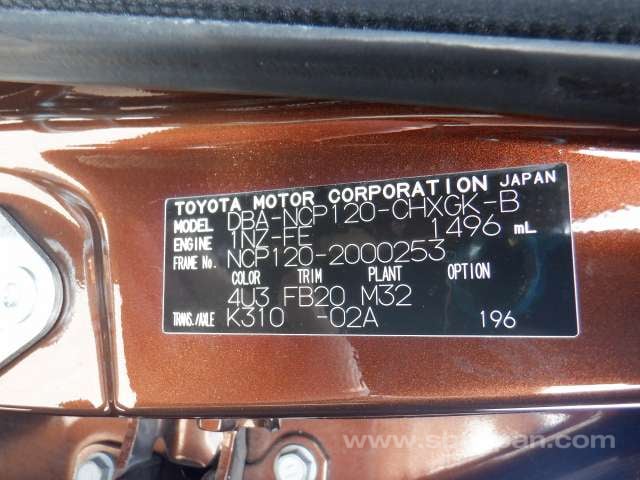 TOYOTA MOTOR CORPORATION JAPAN
MODEL DBA-NCP120-CHXGK-B
ENGINE 1NZ-FE 1496 mL
FRAME No. NCP120-2000253
COLOR TRIM PLANT OPTION
4U3 FB20 M32
TRANS./AXLE K310 -02A 196